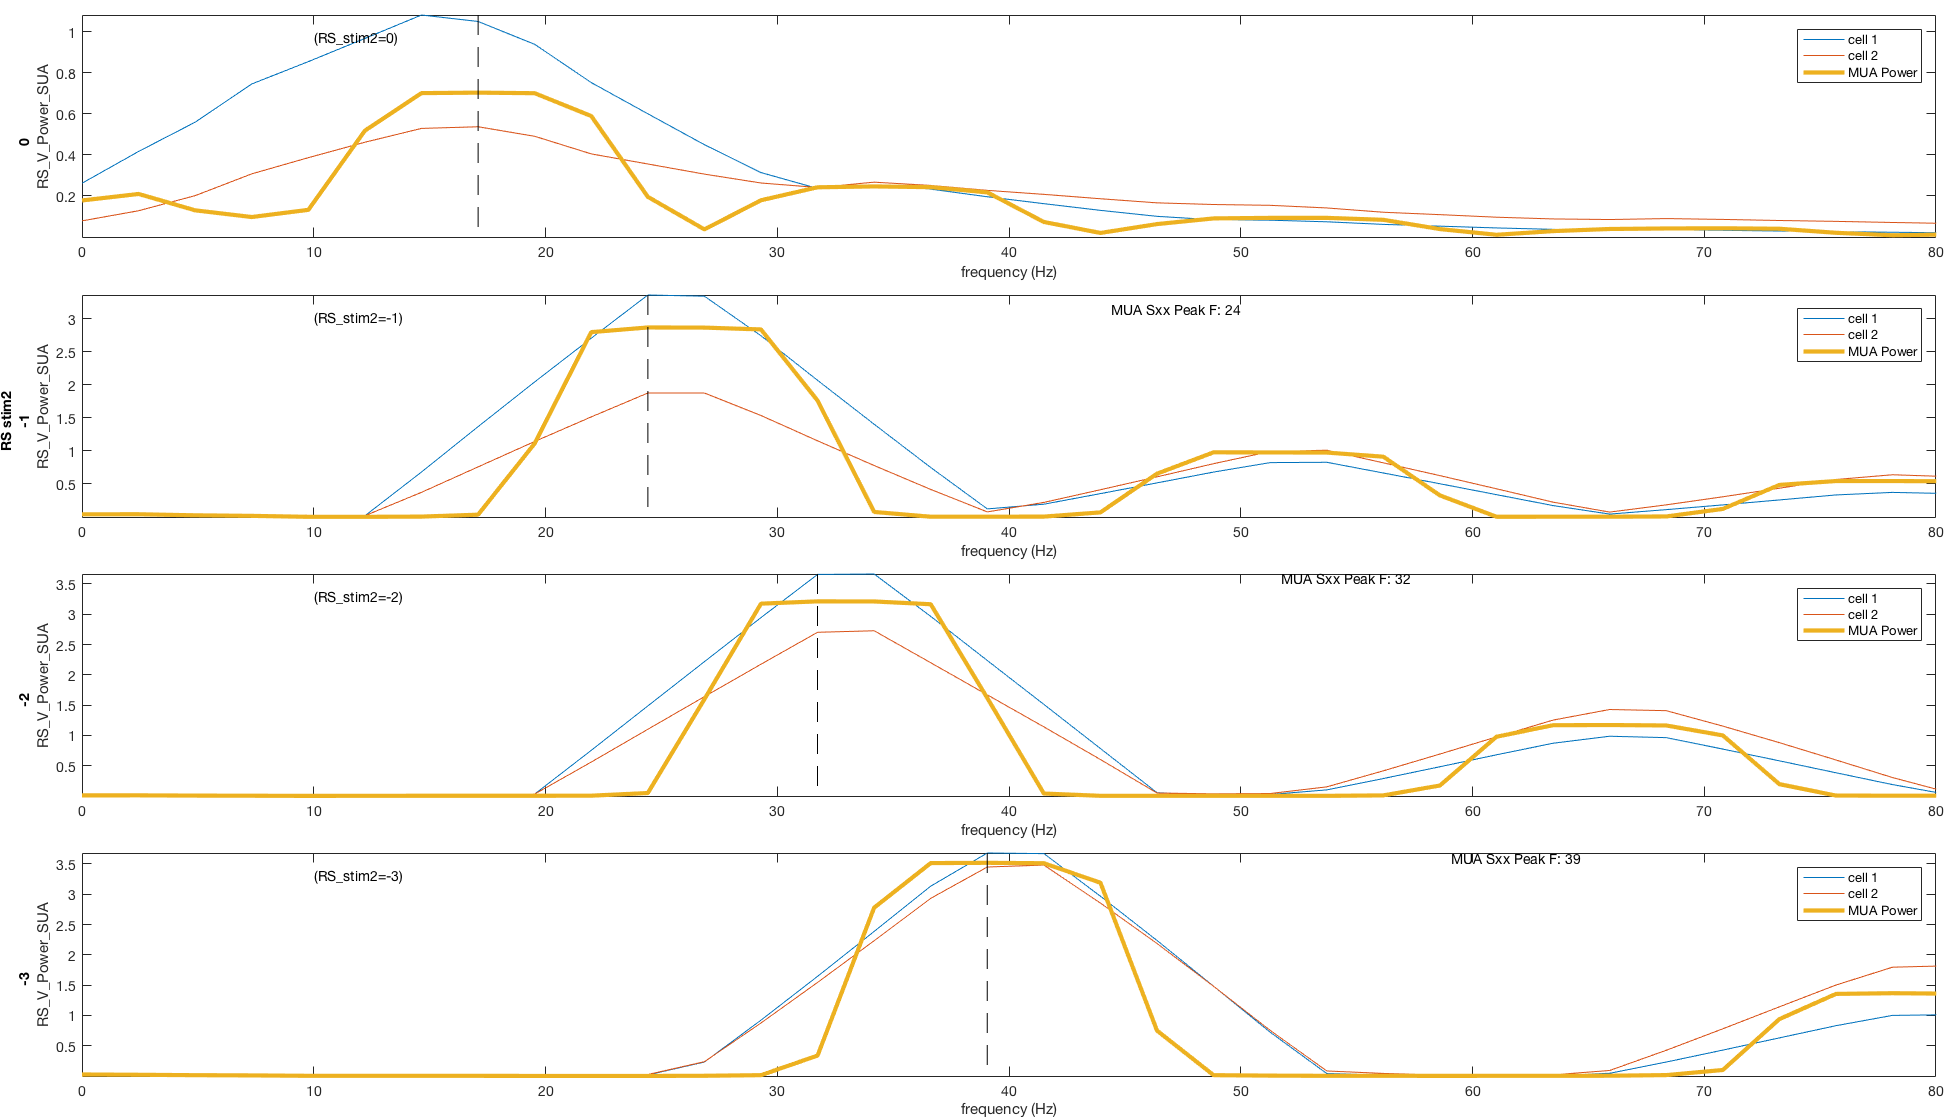 (RS_stim2=0)
cell 1
cell 2
MUA Power
1
0.8
0.6
0.4
0.2
0
RS_V_Power_SUA
0 10 20 30 40 50 60 70 80
frequency (Hz)
RS stim2
(RS_stim2=-1)
MUA Sxx Peak F: 24
cell 1
cell 2
MUA Power
3
2.5
2
1.5
1
0.5
-1
RS_V_Power_SUA
0 10 20 30 40 50 60 70 80
frequency (Hz)
(RS_stim2=-2)
MUA Sxx Peak F: 32
cell 1
cell 2
MUA Power
3.5
3
2.5
2
1.5
1
0.5
-2
RS_V_Power_SUA
0 10 20 30 40 50 60 70 80
frequency (Hz)
(RS_stim2=-3)
MUA Sxx Peak F: 39
cell 1
cell 2
MUA Power
3.5
3
2.5
2
1.5
1
0.5
-3
RS_V_Power_SUA
0 10 20 30 40 50 60 70 80
frequency (Hz)